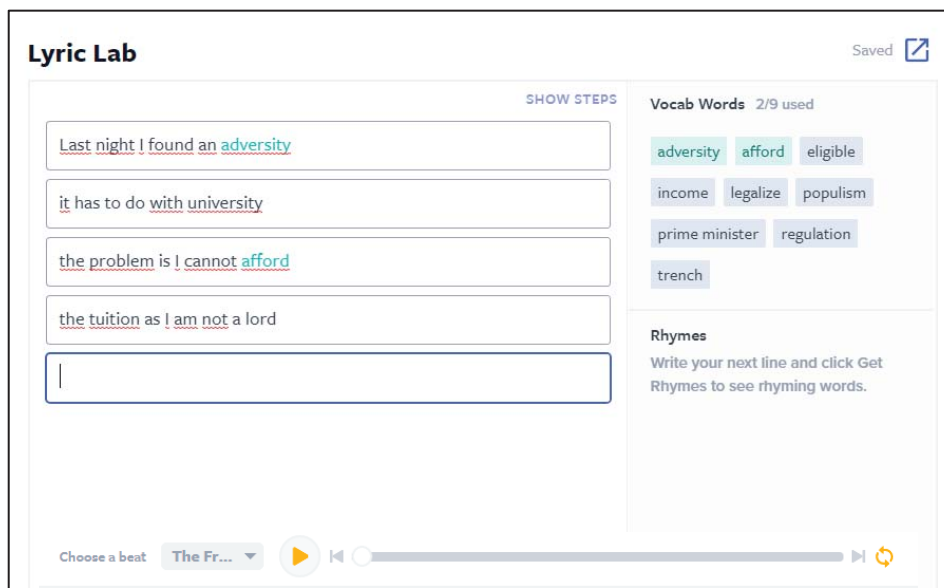 Lyric Lab
Saved
SHOW STEPS
Last night I found an adversity
it has to do with university
the problem is I cannot afford
the tuition as I am not a lord
Vocab Words 2/9 used
adversity afford eligible
income legalize populism
prime minister regulation
trench
Rhymes
Write your next line and click Get
Rhymes to see rhyming words.
Choose a beat The Fr...